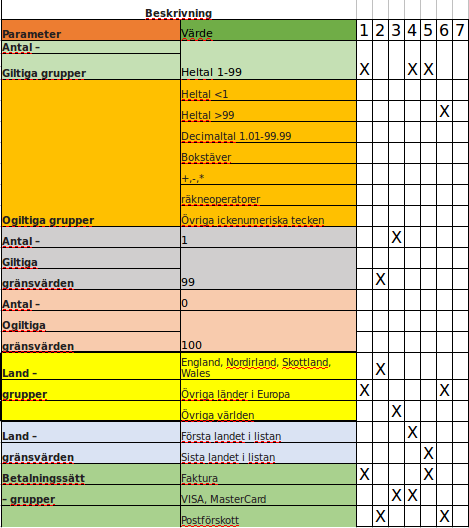 Beskrivning
Parameter Värde 1 2 3 4 5 6 7
Antal –
Giltiga grupper Heltal 1-99 X X X
Heltal <1
Heltal >99 X
Decimaltal 1.01-99.99
Bokstäver
+,-,*
räkneoperatorer
Ogiltiga grupper Övriga ickenumeriska tecken
Antal – 1 X
Giltiga
gränsvärden 99 X
Antal – 0
Ogiltiga
gränsvärden 100
England, Nordirland, Skottland,
Land – Wales X
grupper Övriga länder i Europa X X
Övriga världen X
Land – Första landet i listan X
gränsvärden Sista landet i listan X
Betalningssätt Faktura X X
– grupper VISA, MasterCard X X
Postförskott X X